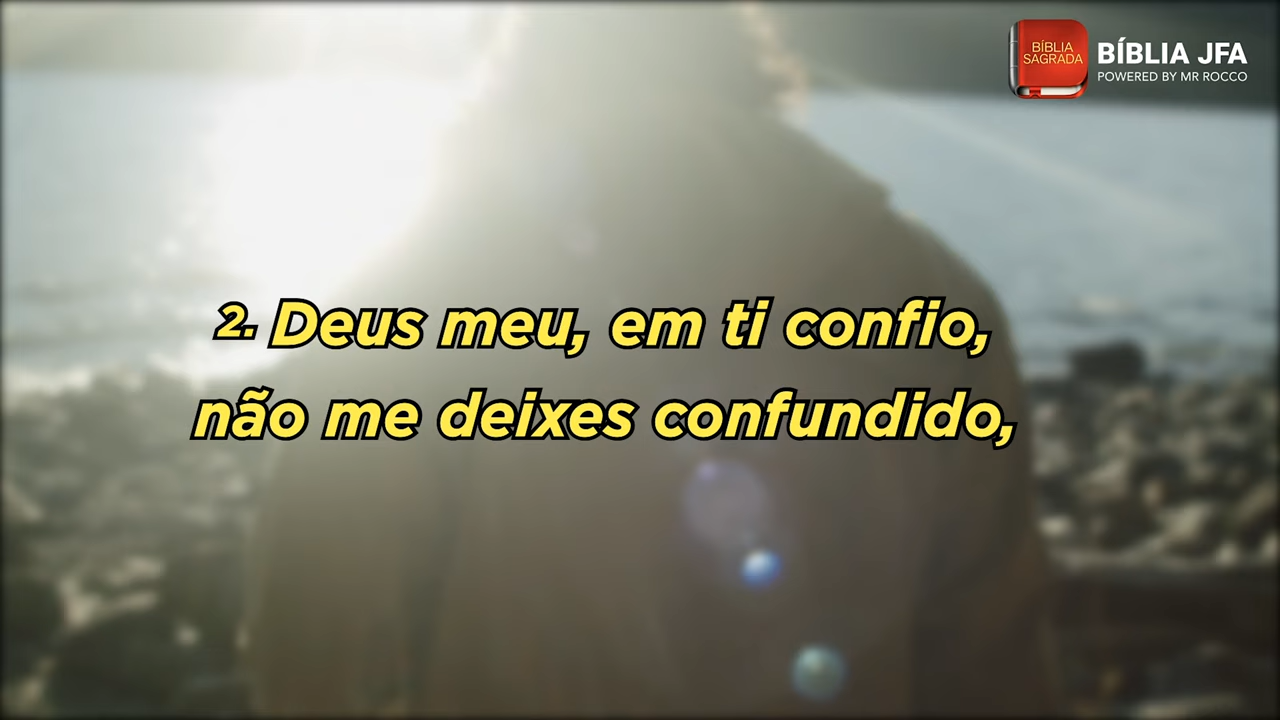 BÍBLIA
SAGRADA
BÍBLIA JFA
POWERED BY MR ROCCO
2. Deus meu, em ti confio,
não me deixes confundido,